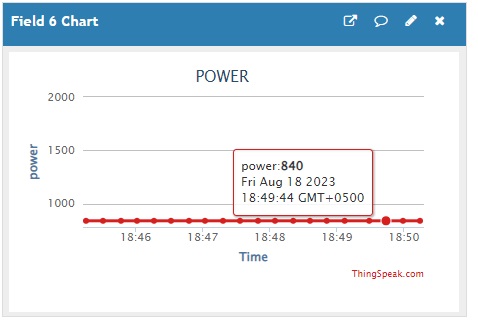 Field 6 Chart
POWER
2000
1500
1000
power
power:840
Fri Aug 18 2023
18:49:44 GMT+0500
18:46 18:47 18:48 18:49 18:50
Time
ThingSpeak.com